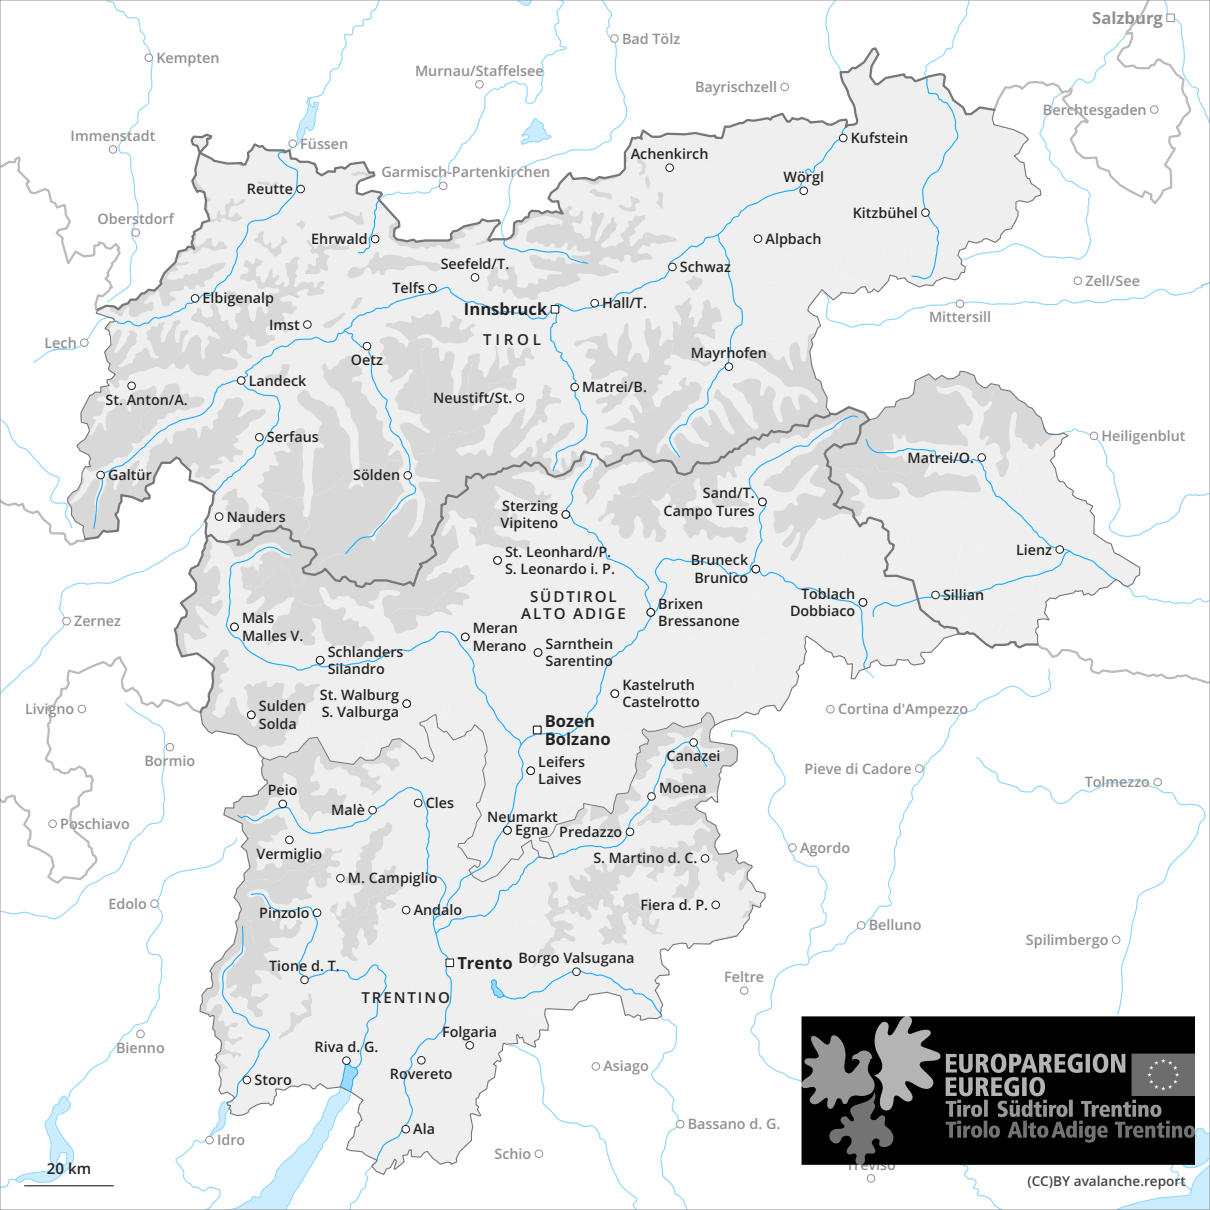 Salzburg
Bad Tölz
Kempten
Murnau/Staffelsee
Bayrischzell
Berchtesgaden
Immenstadt
Füssen
Kufstein
Achenkirch
Garmisch-Partenkirchen
Wörgl
Reutte
Oberstdorf
Kitzbühel
Ehrwald
Alpbach
Seefeld/T.
Schwaz
Zell/See
Telfs
Elbigenalp
Hall/T.
Innsbruck
Mittersill
Imst
TIROL
Lech
Mayrhofen
Oetz
Landeck
Matrei/B.
St. Anton/A.
Neustift/St.
Serfaus
Heiligenblut
Matrei/O.
Galtür
Sölden
Sand/T.
Campo Tures
Sterzing
Vipiteno
Nauders
Lienz
St. Leonhard/P.
S. Leonardo i. P.
Bruneck
Brunico
SÜDTIROL
ALTO ADIGE
Toblach
Dobbiaco
Sillian
Brixen
Bressanone
Zernez
Mals
Malles V.
Meran
Merano
Sarnthein
Sarentino
Schlanders
Silandro
Kastelruth
Castelrotto
St. Walburg
S. Valburga
Sulden
Solda
Livigno
Cortina d'Ampezzo
Bozen
Bolzano
Bormio
Canazei
Leifers
Laives
Pieve di Cadore
Tolmezzo
Peio
Moena
Malè
Cles
Neumarkt
Egna
Predazzo
Poschiavo
Vermiglio
Agordo
S. Martino d. C.
M. Campiglio
Edolo
Pinzolo
Andalo
Fiera d. P.
Belluno
Spilimbergo
Borgo Valsugana
Trento
Tione d. T.
Feltre
TRENTINO
Folgaria
Bienno
Riva d. G.
Rovereto
Asiago
Storo
EUROPAREGION
EUREGIO
Tirol Südtirol Trentino
Tirolo Alto Adige Trentino
Ala
Bassano d. G.
Idro
Schio
Treviso
20 km
(CC)BY avalanche.report